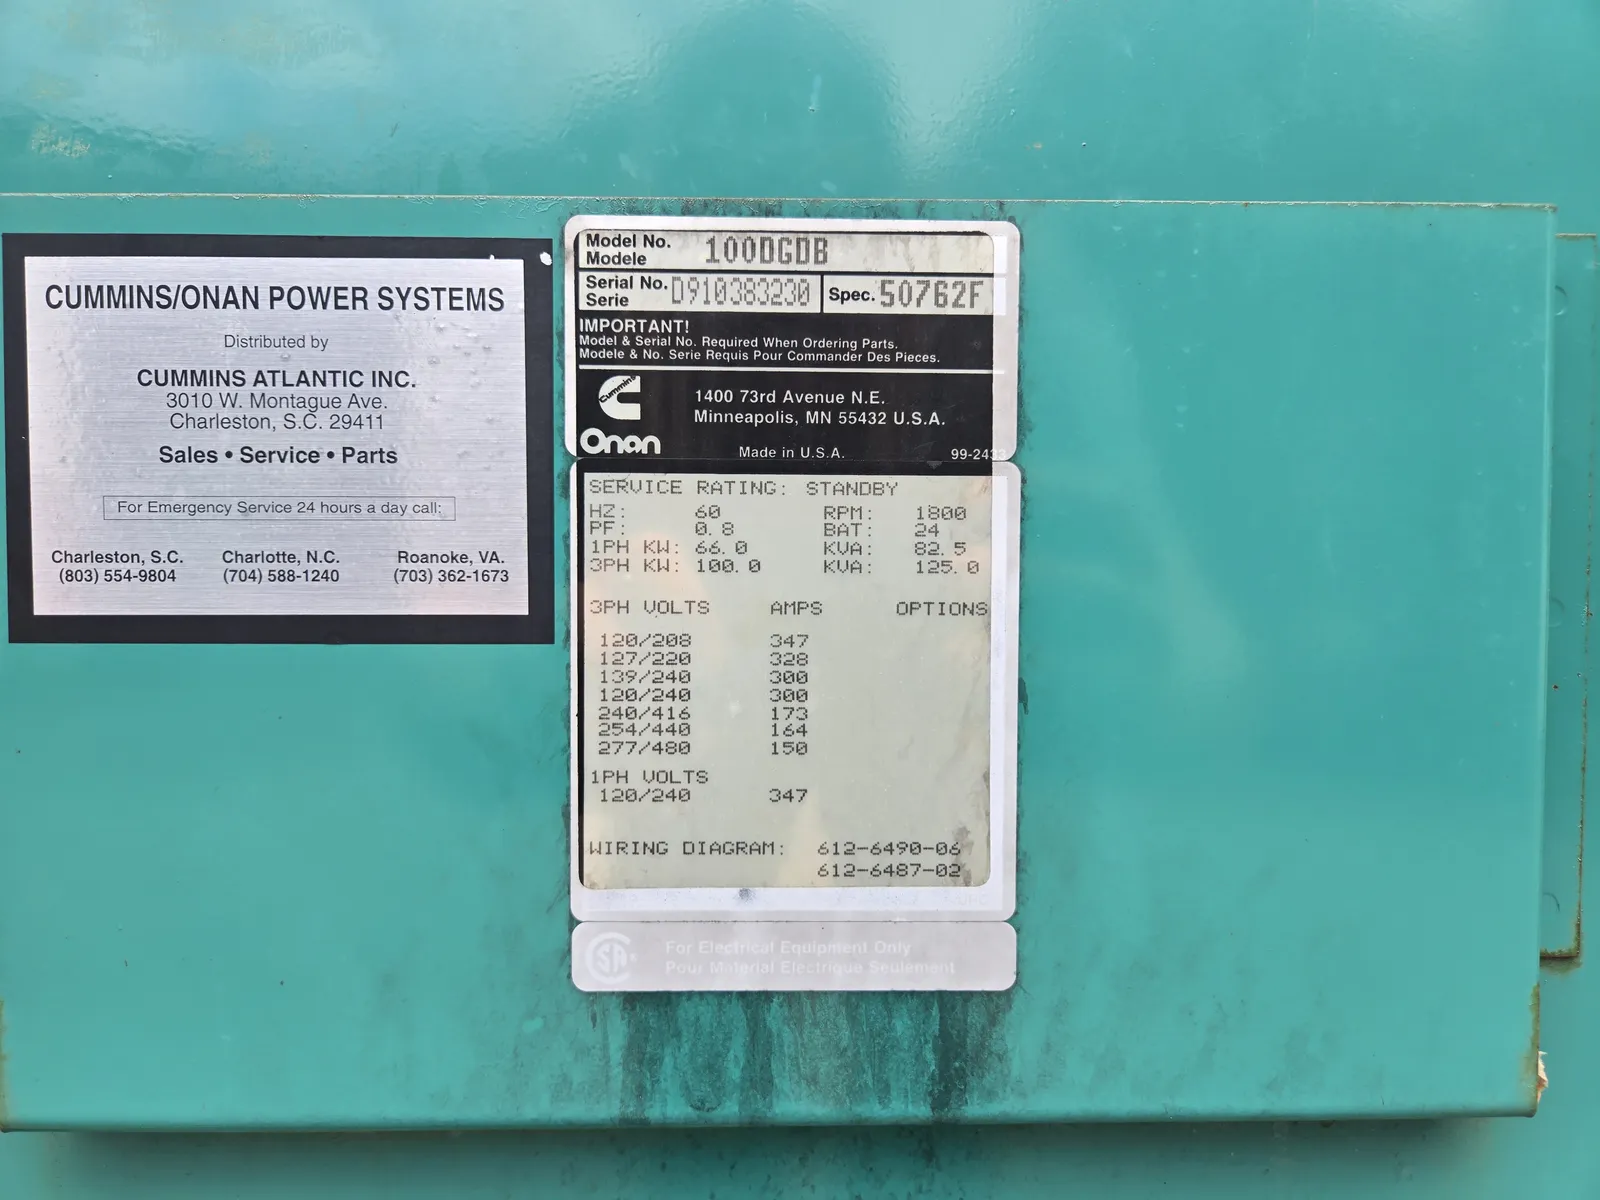 CUMMINS/ONAN POWER SYSTEMS
Distributed by
CUMMINS ATLANTIC INC.
3010 W. Montague Ave.
Charleston, S.C. 29411
Sales • Service • Parts
For Emergency Service 24 hours a day call:
Charleston, S.C. Charlotte, N.C. Roanoke, VA.
(803) 554-9804 (704) 588-1240 (703) 362-1673
Model No. 100DGDB
Modele
Serial No. D910383230 Spec. 50762F
Serie
IMPORTANT!
Model & Serial No. Required When Ordering Parts.
Modele & No. Serie Requis Pour Commander Des Pieces.
Cummins
Onan
1400 73rd Avenue N.E.
Minneapolis, MN 55432 U.S.A.
Made in U.S.A. 99-2433
SERVICE RATING: STANDBY
HZ: 60 RPM: 1800
PF: 0.8 BAT: 24
1PH KW: 66.0 KVA: 82.5
3PH KW: 100.0 KVA: 125.0
3PH VOLTS AMPS OPTIONS
120/208 347
127/220 328
139/240 300
120/240 300
240/416 173
254/440 164
277/480 150
1PH VOLTS
120/240 347
WIRING DIAGRAM: 612-6490-06
612-6487-02
For Electrical Equipment Only
Pour Material Electrique Seulement